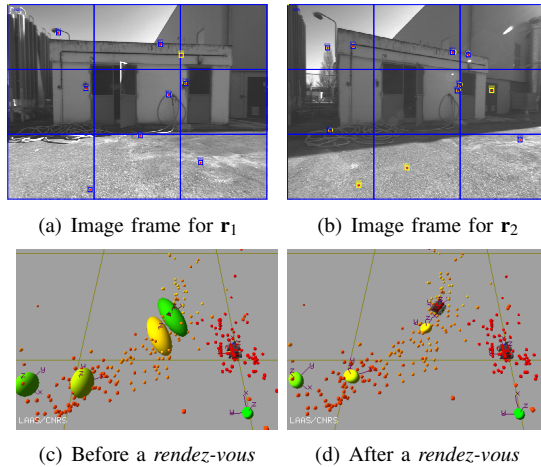 (a) Image frame for r₁
(b) Image frame for r₂
LAAS/CNRS
LAAS/CNRS
(c) Before a rendez-vous
(d) After a rendez-vous